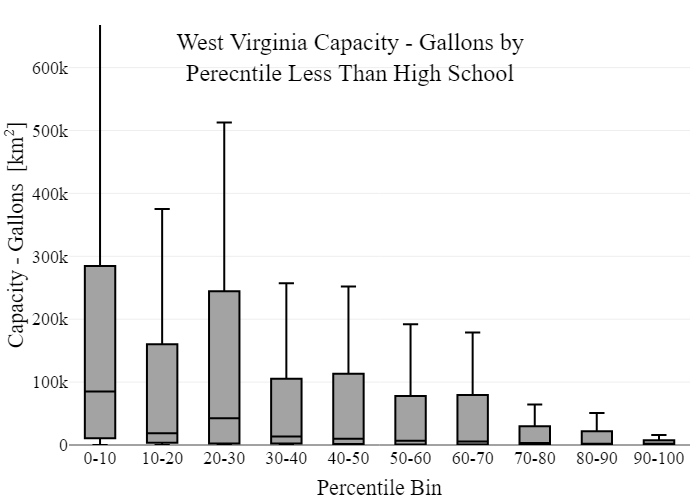 West Virginia Capacity - Gallons by
Perecntile Less Than High School
Capacity - Gallons [km²]
600k
500k
400k
300k
200k
100k
0
0-10 10-20 20-30 30-40 40-50 50-60 60-70 70-80 80-90 90-100
Percentile Bin